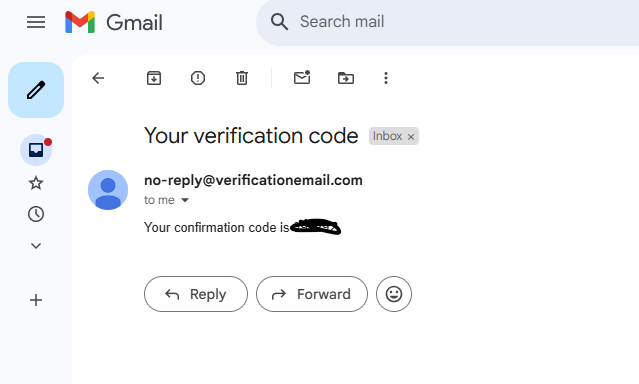 Gmail
Search mail
Your verification code
Inbox ×
no-reply@verificationemail.com
to me
Your confirmation code is
Reply
Forward